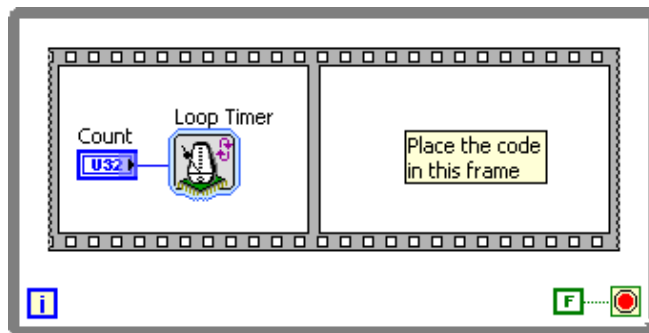 Loop Timer
Count
U32
Place the code
in this frame
i
F